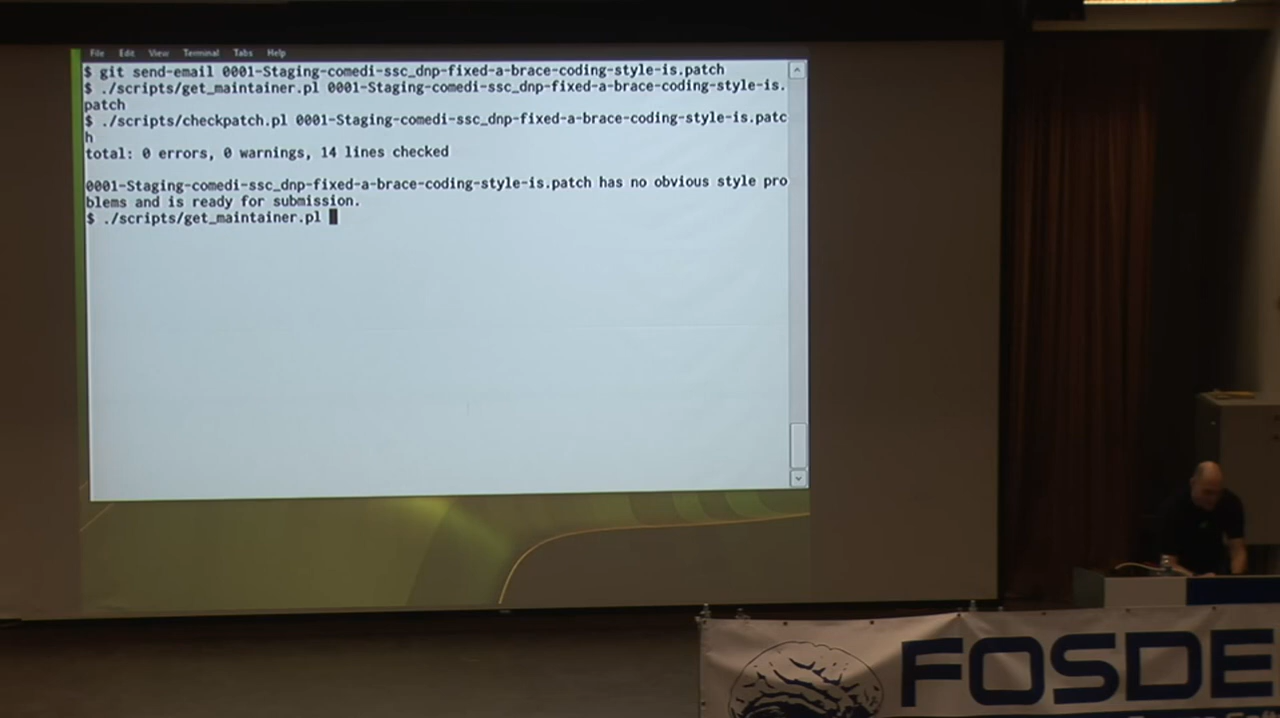 File Edit View Terminal Tabs Help
$ git send-email 0001-Staging-comedi-ssc_dnp-fixed-a-brace-coding-style-is.patch
$ ./scripts/get_maintainer.pl 0001-Staging-comedi-ssc_dnp-fixed-a-brace-coding-style-is.
patch
$ ./scripts/checkpatch.pl 0001-Staging-comedi-ssc_dnp-fixed-a-brace-coding-style-is.patc
h
total: 0 errors, 0 warnings, 14 lines checked
0001-Staging-comedi-ssc_dnp-fixed-a-brace-coding-style-is.patch has no obvious style pro
blems and is ready for submission.
$ ./scripts/get_maintainer.pl
FOSDE